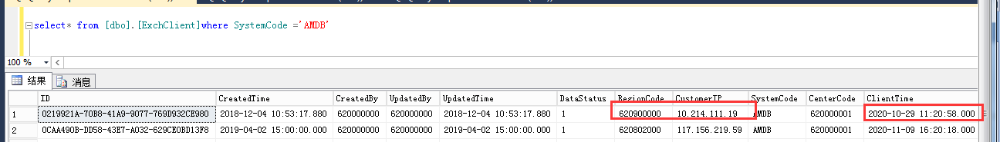 select* from [dbo].[ExchClient]where SystemCode ='AMDB'
100 %
结果 消息
ID CreatedTime CreatedBy UpdatedBy UpdatedTime DataStatus RegionCode CustomerIP SystemCode CenterCode ClientTime
1 0219921A-70B8-41A9-9077-769D932CE980 2018-12-04 10:53:17.880 620000000 620000000 2018-12-04 10:53:17.880 1 620900000 10.214.111.19 AMDB 620000001 2020-10-29 11:20:58.000
2 0CAA490B-DD58-43E7-A032-629CE0BD13F8 2019-04-02 15:00:00.000 620000000 620000000 2019-04-02 15:00:00.000 1 620802000 117.156.219.59 AMDB 620000001 2020-11-09 16:20:18.000